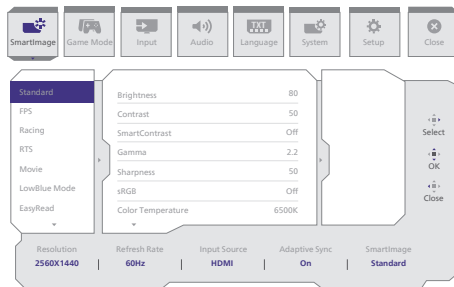 SmartImage Game Mode Input Audio Language System Setup Close
TXT
Standard
FPS
Racing
RTS
Movie
LowBlue Mode
EasyRead
Brightness 80
Contrast 50
SmartContrast Off
Gamma 2.2
Sharpness 50
sRGB Off
Color Temperature 6500K
Select
OK
Close
Resolution Refresh Rate Input Source Adaptive Sync SmartImage
2560X1440 60Hz HDMI On Standard